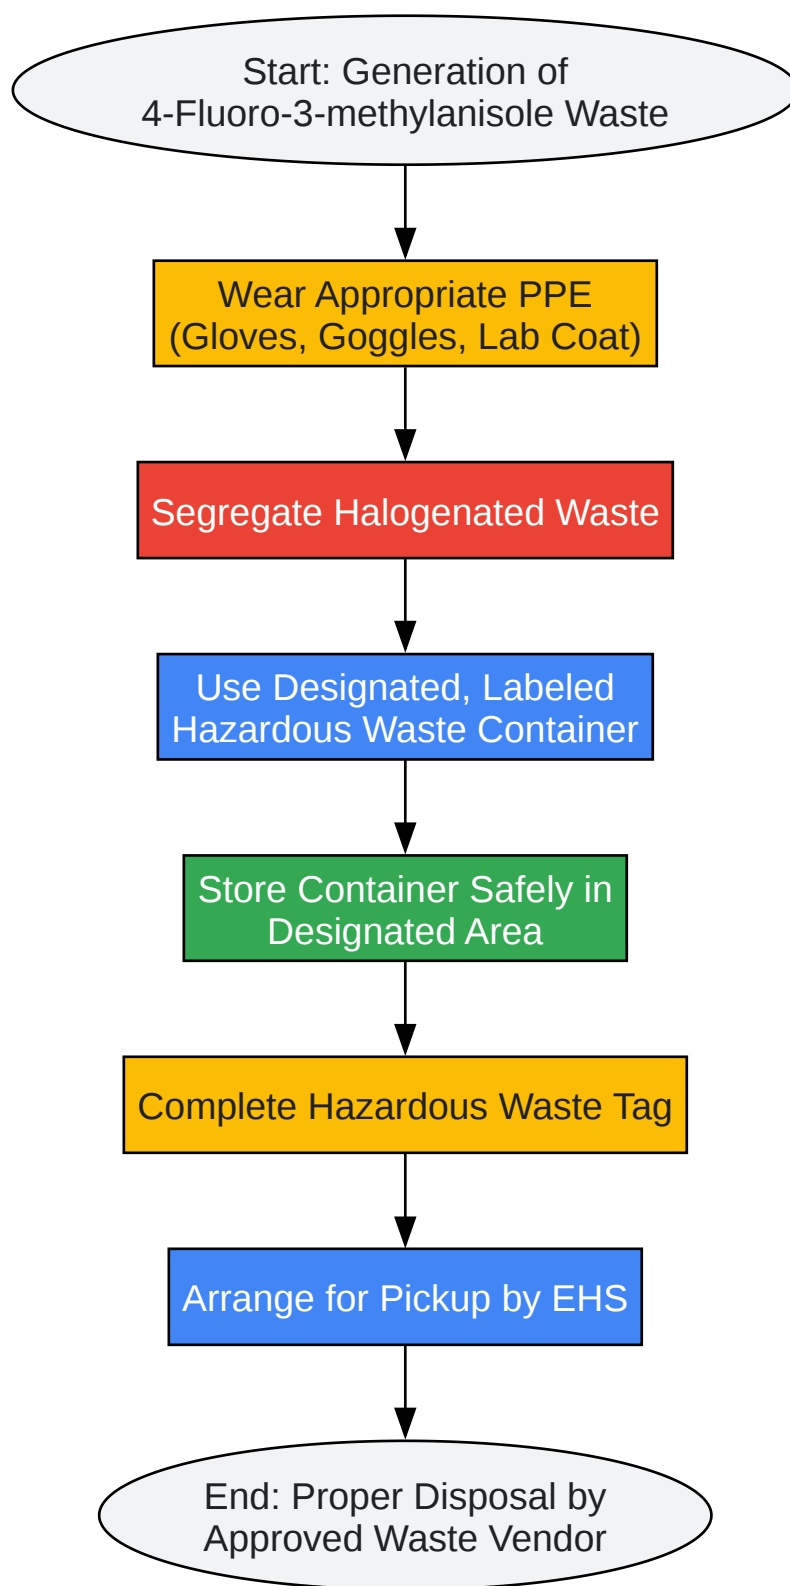 Start: Generation of
4-Fluoro-3-methylanisole Waste
Wear Appropriate PPE
(Gloves, Goggles, Lab Coat)
Segregate Halogenated Waste
Use Designated, Labeled
Hazardous Waste Container
Store Container Safely in
Designated Area
Complete Hazardous Waste Tag
Arrange for Pickup by EHS
End: Proper Disposal by
Approved Waste Vendor